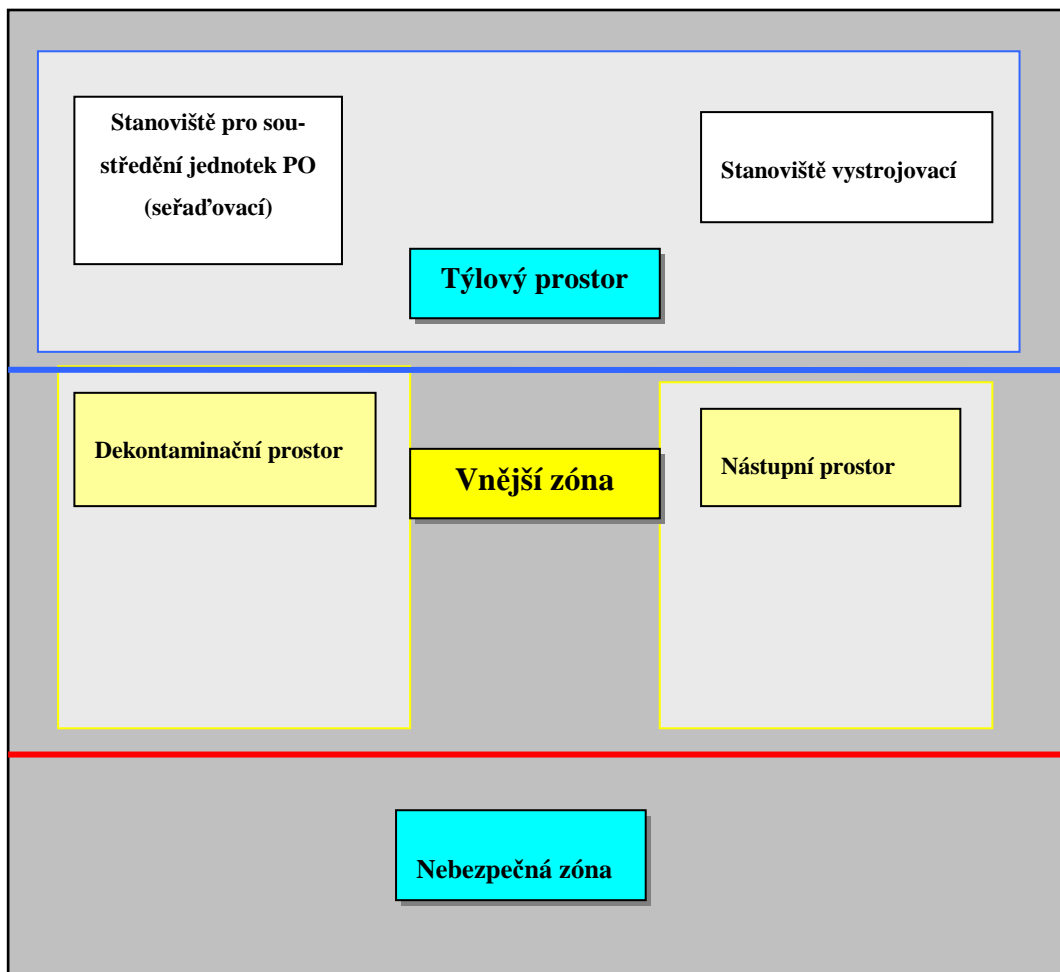 Stanoviště pro sou-
středění jednotek PO
(seřaďovací)
Stanoviště vystrojovací
Týlový prostor
Dekontaminační prostor
Vnější zóna
Nástupní prostor
Nebezpečná zóna